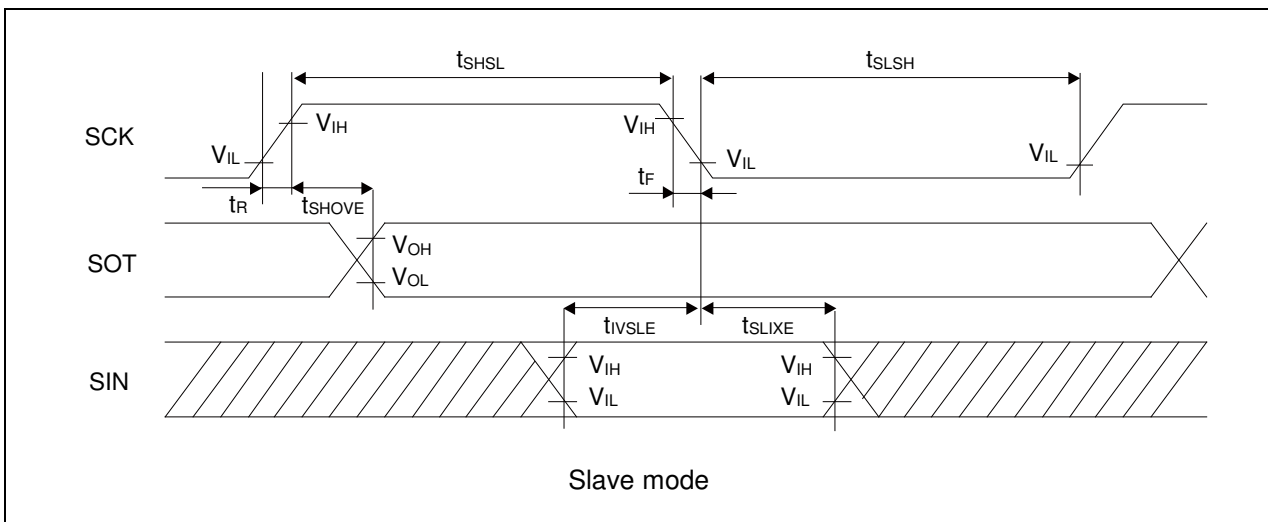 tSHSL
tSLSH
SCK
VIH
VIH
VIL
VIL
VIL
tR
tSHOVE
tF
SOT
VOH
VOL
tIVSLE
tSLIXE
SIN
VIH
VIH
VIL
VIL
Slave mode